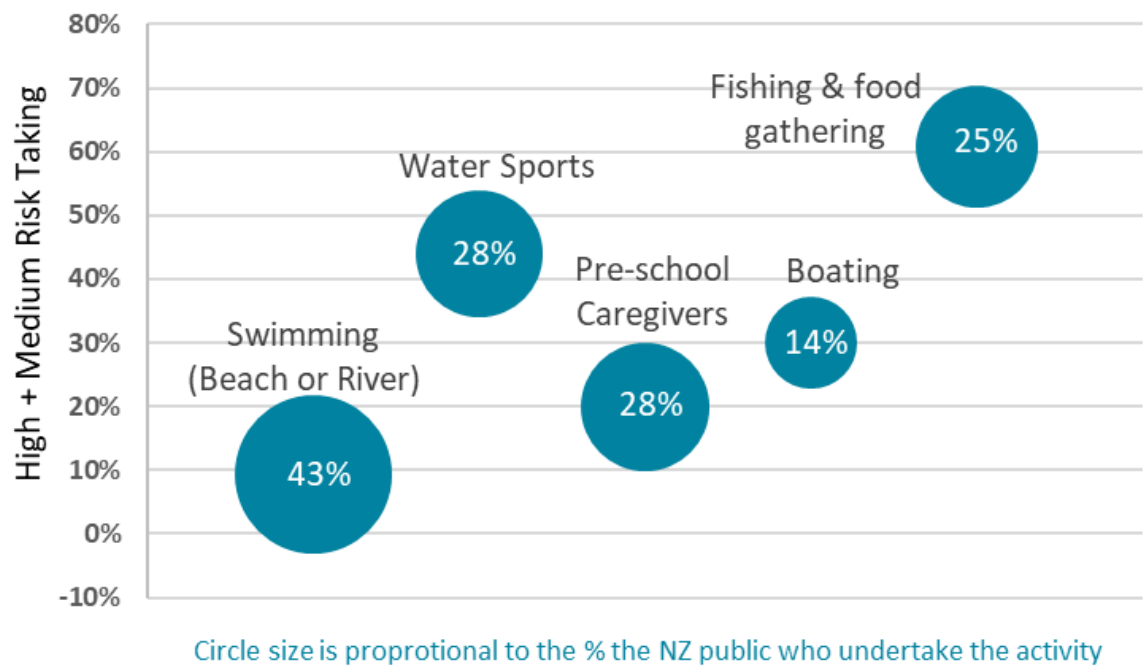 High + Medium Risk Taking
80%
70%
60%
50%
40%
30%
20%
10%
0%
-10%
Fishing & food
gathering
25%
Water Sports
28%
Pre-school
Caregivers
28%
Boating
14%
Swimming
(Beach or River)
43%
Circle size is proprotional to the % the NZ public who undertake the activity